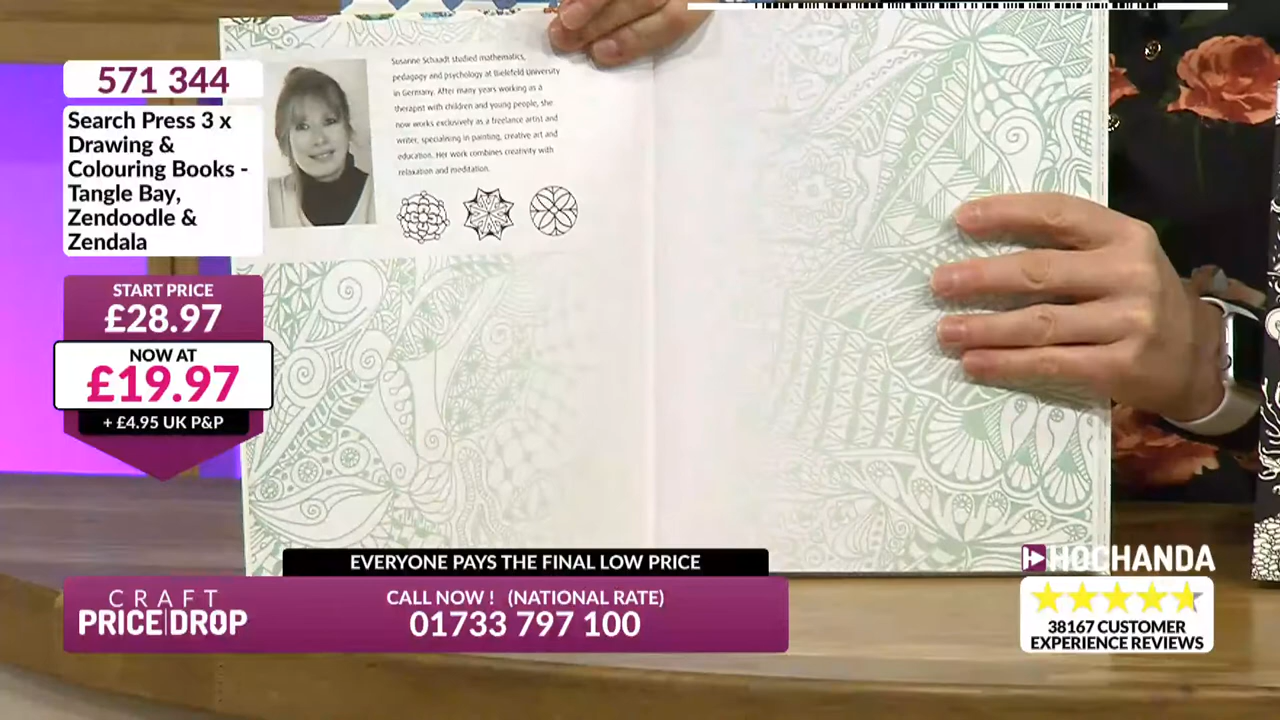 571 344
Search Press 3 x
Drawing &
Colouring Books -
Tangle Bay,
Zendoodle &
Zendala
START PRICE
£28.97
NOW AT
£19.97
+ £4.95 UK P&P
Susanne Schaadt studied mathematics,
pedagogy and psychology at Bielefeld University
in Germany. After many years working as a
therapist with children and young people, she
now works exclusively as a freelance artist and
writer, specialising in painting, creative art and
education. Her work combines creativity with
relaxation and meditation.
EVERYONE PAYS THE FINAL LOW PRICE
CRAFT
PRICE DROP
CALL NOW ! (NATIONAL RATE)
01733 797 100
HOCHANDA
38167 CUSTOMER
EXPERIENCE REVIEWS